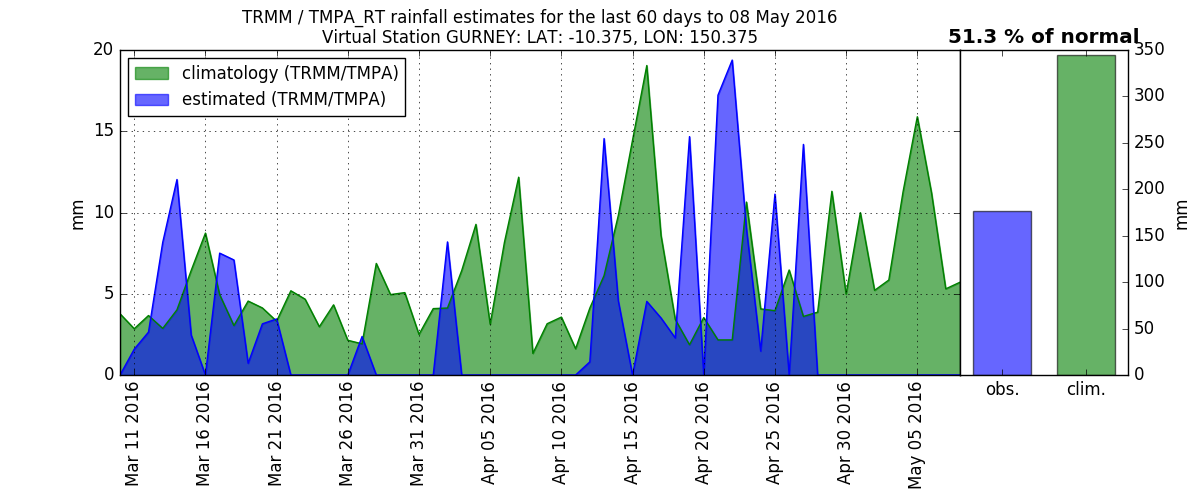 TRMM / TMPA_RT rainfall estimates for the last 60 days to 08 May 2016
Virtual Station GURNEY: LAT: -10.375, LON: 150.375
51.3 % of normal
climatology (TRMM/TMPA)
estimated (TRMM/TMPA)
20
15
10
5
0
mm
Mar 11 2016
Mar 16 2016
Mar 21 2016
Mar 26 2016
Mar 31 2016
Apr 05 2016
Apr 10 2016
Apr 15 2016
Apr 20 2016
Apr 25 2016
Apr 30 2016
May 05 2016
350
300
250
200
150
100
50
0
mm
obs.
clim.